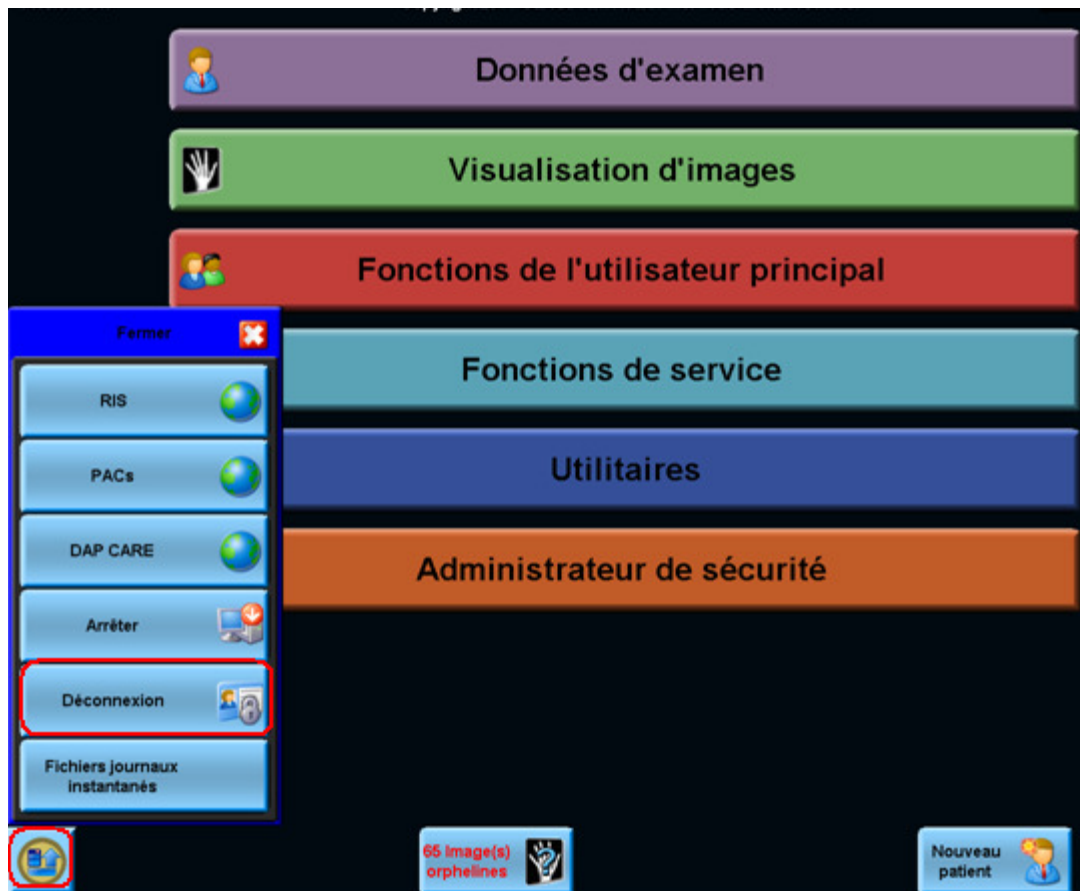 Données d'examen
Visualisation d'images
Fonctions de l'utilisateur principal
Fonctions de service
Utilitaires
Administrateur de sécurité
Fermer
RIS
PACs
DAP CARE
Arrêter
Déconnexion
Fichiers journaux
instantanés
65 Image(s)
orphelines
Nouveau
patient